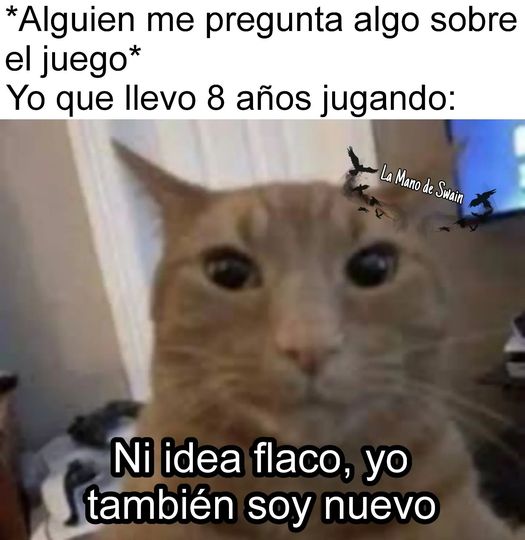 *Alguien me pregunta algo sobre
el juego*
Yo que llevo 8 años jugando:
La Mano de Swain
Ni idea flaco, yo
también soy nuevo